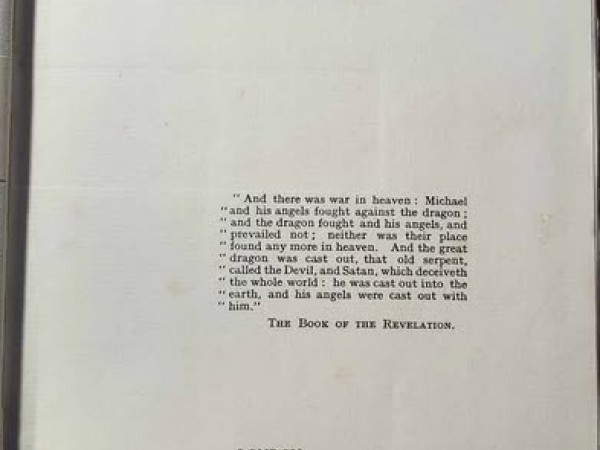 " And there was war in heaven : Michael
" and his angels fought against the dragon ;
" and the dragon fought and his angels, and
" prevailed not ; neither was their place
" found any more in heaven. And the great
" dragon was cast out, that old serpent,
" called the Devil, and Satan, which deceiveth
" the whole world : he was cast out into the
" earth, and his angels were cast out with
" him."
The Book of the Revelation.